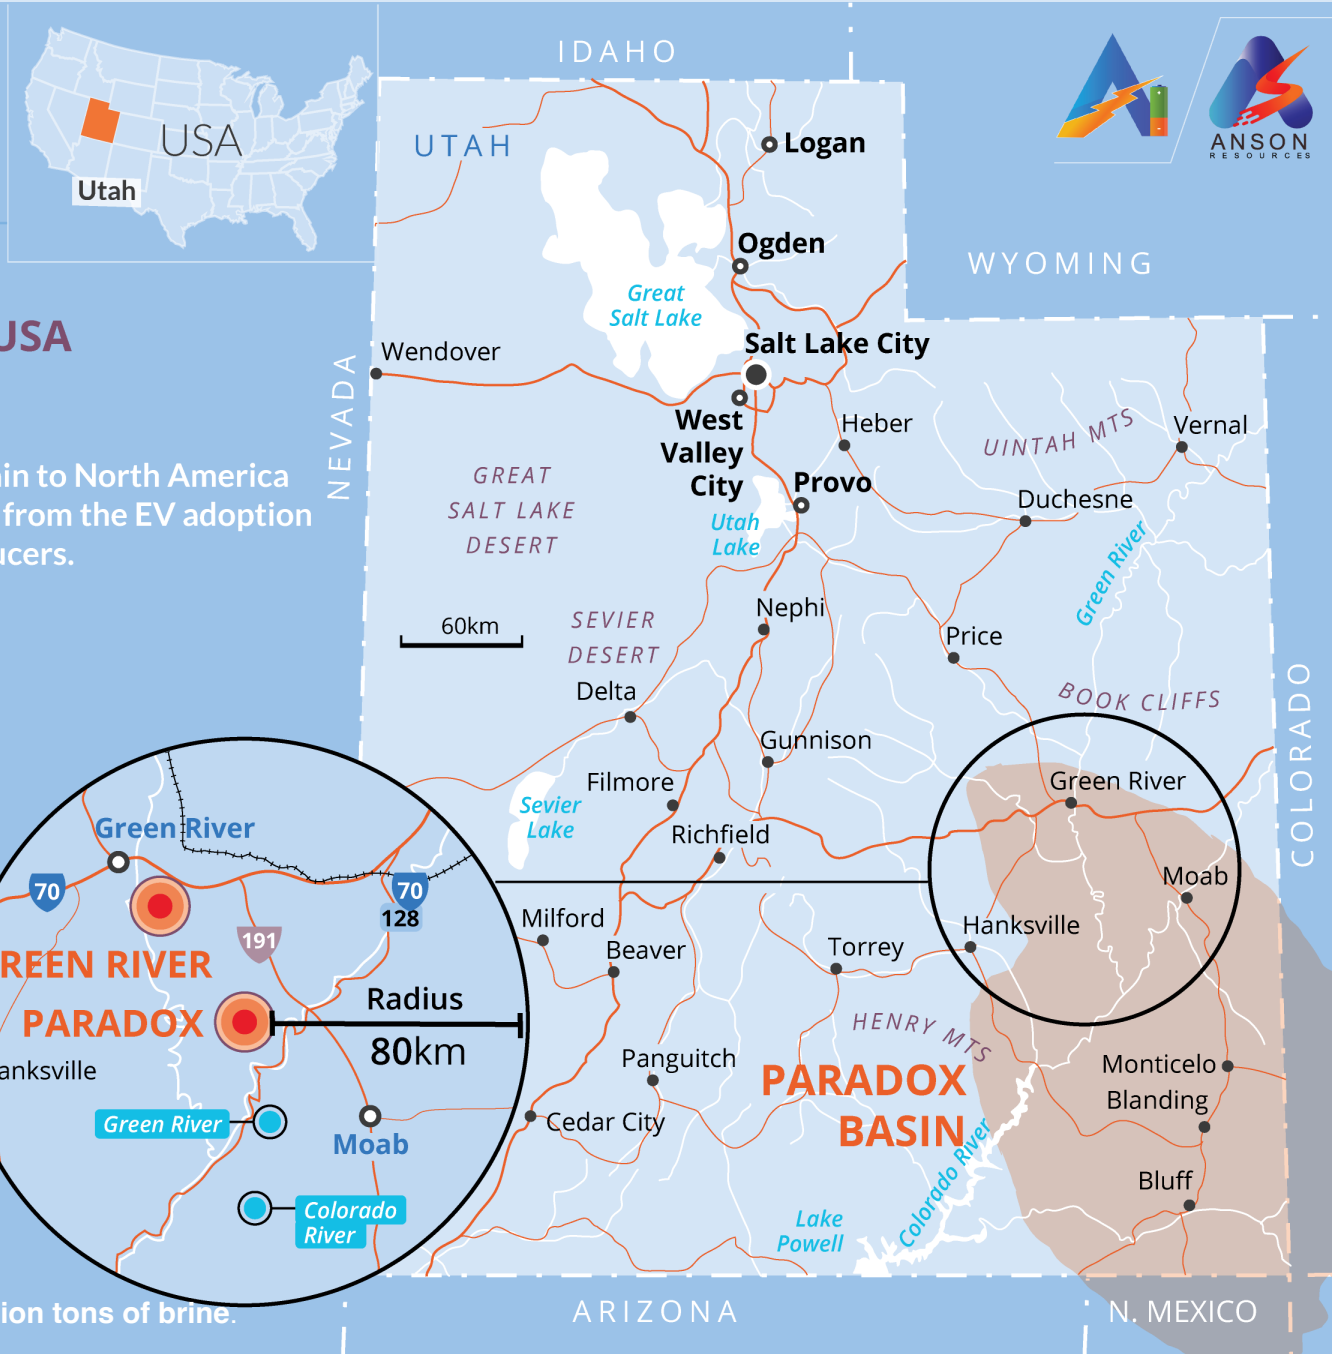 IDAHO
UTAH
USA
Utah
Logan
ANSON
RESOURCES
Ogden
WYOMING
Great
Salt Lake
USA
Salt Lake City
Wendover
NEVADA
West
Valley
City
Heber
UINTAH MTS
Vernal
ain to North America
from the EV adoption
ucers.
GREAT
SALT LAKE
DESERT
Provo
Utah
Lake
Duchesne
Green River
60km
SEVIER
DESERT
Nephi
Price
Delta
BOOK CLIFFS
COLORADO
Gunnison
Filmore
Sevier
Lake
Richfield
Green River
Moab
Hanksville
Milford
Beaver
Torrey
HENRY MTS
Green River
70
70
128
191
REEN RIVER
PARADOX
Radius
80km
anksville
Green River
Moab
Colorado
River
Panguitch
PARADOX
BASIN
Monticelo
Blanding
Cedar City
Colorado River
Bluff
Lake
Powell
ion tons of brine.
ARIZONA
N. MEXICO